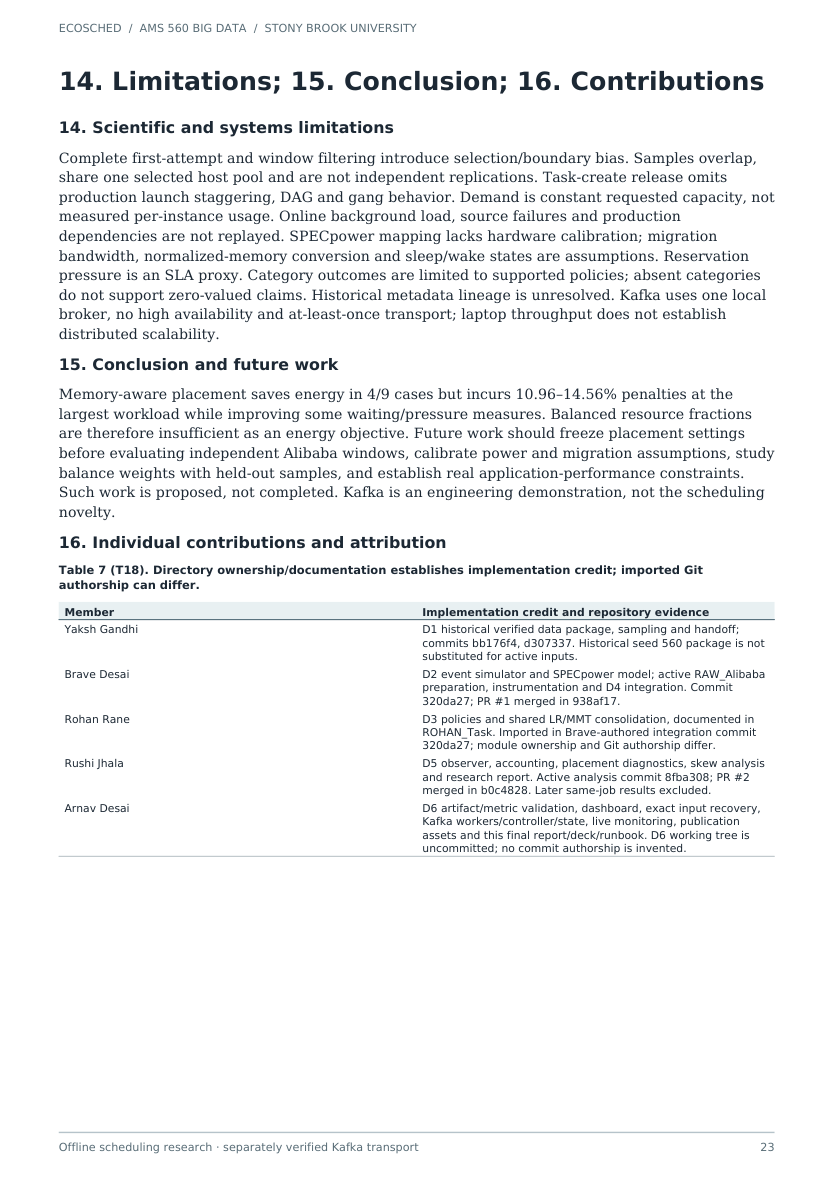 ECOSCHED / AMS 560 BIG DATA / STONY BROOK UNIVERSITY
14. Limitations; 15. Conclusion; 16. Contributions
14. Scientific and systems limitations
Complete first-attempt and window filtering introduce selection/boundary bias. Samples overlap,
share one selected host pool and are not independent replications. Task-create release omits
production launch staggering, DAG and gang behavior. Demand is constant requested capacity, not
measured per-instance usage. Online background load, source failures and production
dependencies are not replayed. SPECpower mapping lacks hardware calibration; migration
bandwidth, normalized-memory conversion and sleep/wake states are assumptions. Reservation
pressure is an SLA proxy. Category outcomes are limited to supported policies; absent categories
do not support zero-valued claims. Historical metadata lineage is unresolved. Kafka uses one local
broker, no high availability and at-least-once transport; laptop throughput does not establish
distributed scalability.
15. Conclusion and future work
Memory-aware placement saves energy in 4/9 cases but incurs 10.96–14.56% penalties at the
largest workload while improving some waiting/pressure measures. Balanced resource fractions
are therefore insufficient as an energy objective. Future work should freeze placement settings
before evaluating independent Alibaba windows, calibrate power and migration assumptions, study
balance weights with held-out samples, and establish real application-performance constraints.
Such work is proposed, not completed. Kafka is an engineering demonstration, not the scheduling
novelty.
16. Individual contributions and attribution
Table 7 (T18). Directory ownership/documentation establishes implementation credit; imported Git
authorship can differ.
Member Implementation credit and repository evidence
Yaksh Gandhi D1 historical verified data package, sampling and handoff;
commits bb176f4, d307337. Historical seed 560 package is not
substituted for active inputs.
Brave Desai D2 event simulator and SPECpower model; active RAW_Alibaba
preparation, instrumentation and D4 integration. Commit
320da27; PR #1 merged in 938af17.
Rohan Rane D3 policies and shared LR/MMT consolidation, documented in
ROHAN_Task. Imported in Brave-authored integration commit
320da27; module ownership and Git authorship differ.
Rushi Jhala D5 observer, accounting, placement diagnostics, skew analysis
and research report. Active analysis commit 8fba308; PR #2
merged in b0c4828. Later same-job results excluded.
Arnav Desai D6 artifact/metric validation, dashboard, exact input recovery,
Kafka workers/controller/state, live monitoring, publication
assets and this final report/deck/runbook. D6 working tree is
uncommitted; no commit authorship is invented.
Offline scheduling research · separately verified Kafka transport 23